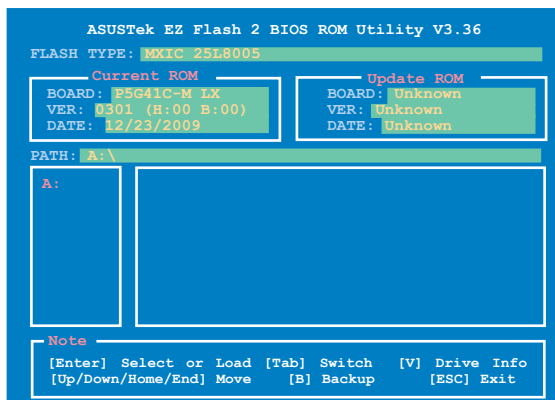 ASUSTek EZ Flash 2 BIOS ROM Utility V3.36
FLASH TYPE: MXIC 25L8005
Current ROM
BOARD: P5G41C-M LX
VER: 0301 (H:00 B:00)
DATE: 12/23/2009
Update ROM
BOARD: Unknown
VER: Unknown
DATE: Unknown
PATH: A:\
A:
Note
[Enter] Select or Load [Tab] Switch [V] Drive Info
[Up/Down/Home/End] Move [B] Backup [ESC] Exit